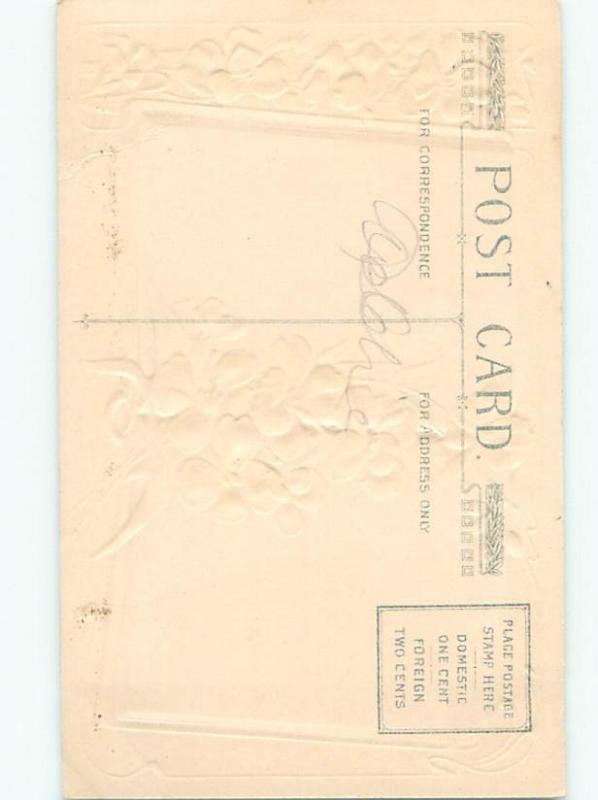 POST CARD.
FOR CORRESPONDENCE
FOR ADDRESS ONLY
PLACE POSTAGE
STAMP HERE
DOMESTIC
ONE CENT
FOREIGN
TWO CENTS